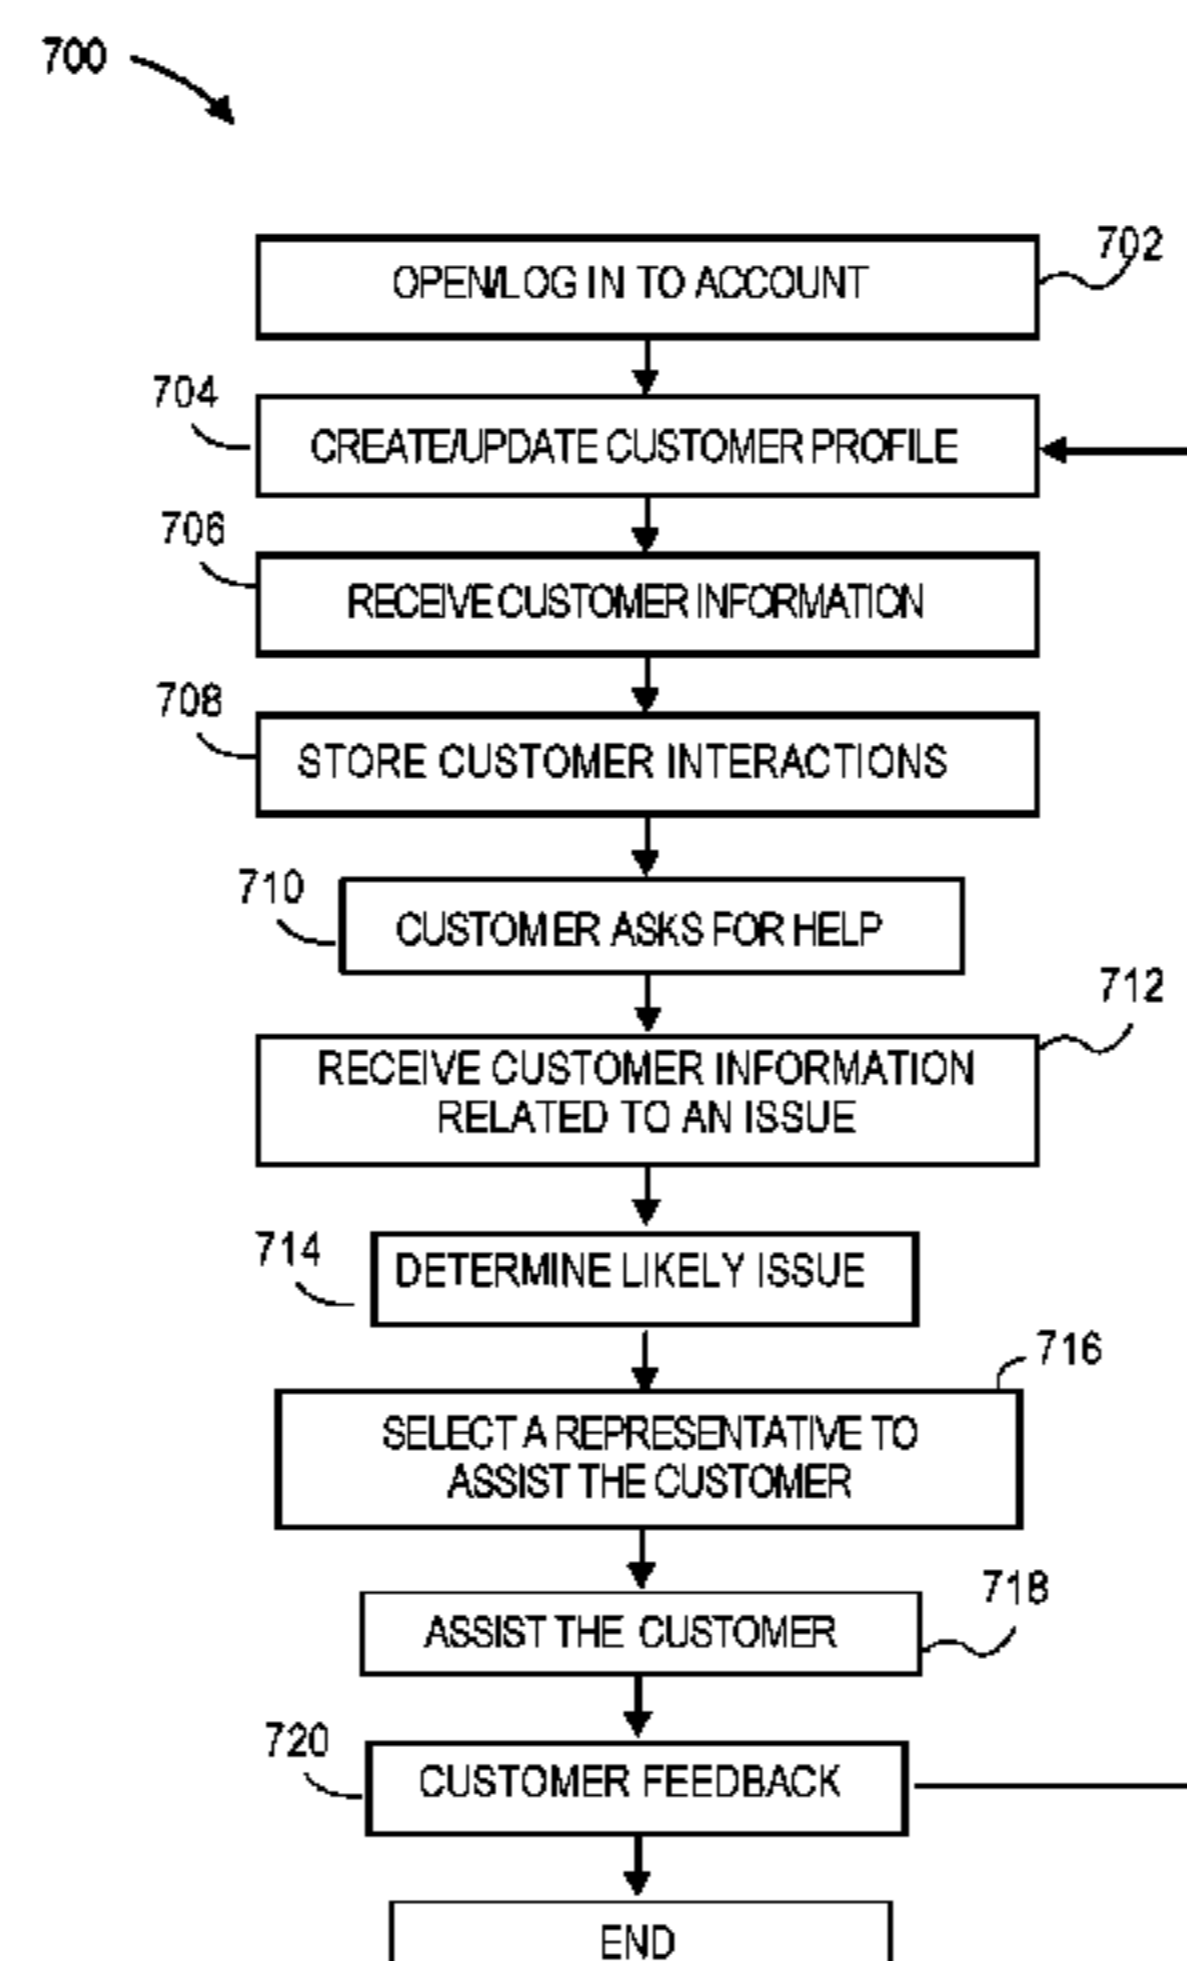 700
OPEN/LOG IN TO ACCOUNT
702
704
CREATE/UPDATE CUSTOMER PROFILE
706
RECEIVE CUSTOMER INFORMATION
708
STORE CUSTOMER INTERACTIONS
710
CUSTOMER ASKS FOR HELP
712
RECEIVE CUSTOMER INFORMATION
RELATED TO AN ISSUE
714
DETERMINE LIKELY ISSUE
716
SELECT A REPRESENTATIVE TO
ASSIST THE CUSTOMER
718
ASSIST THE CUSTOMER
720
CUSTOMER FEEDBACK
END